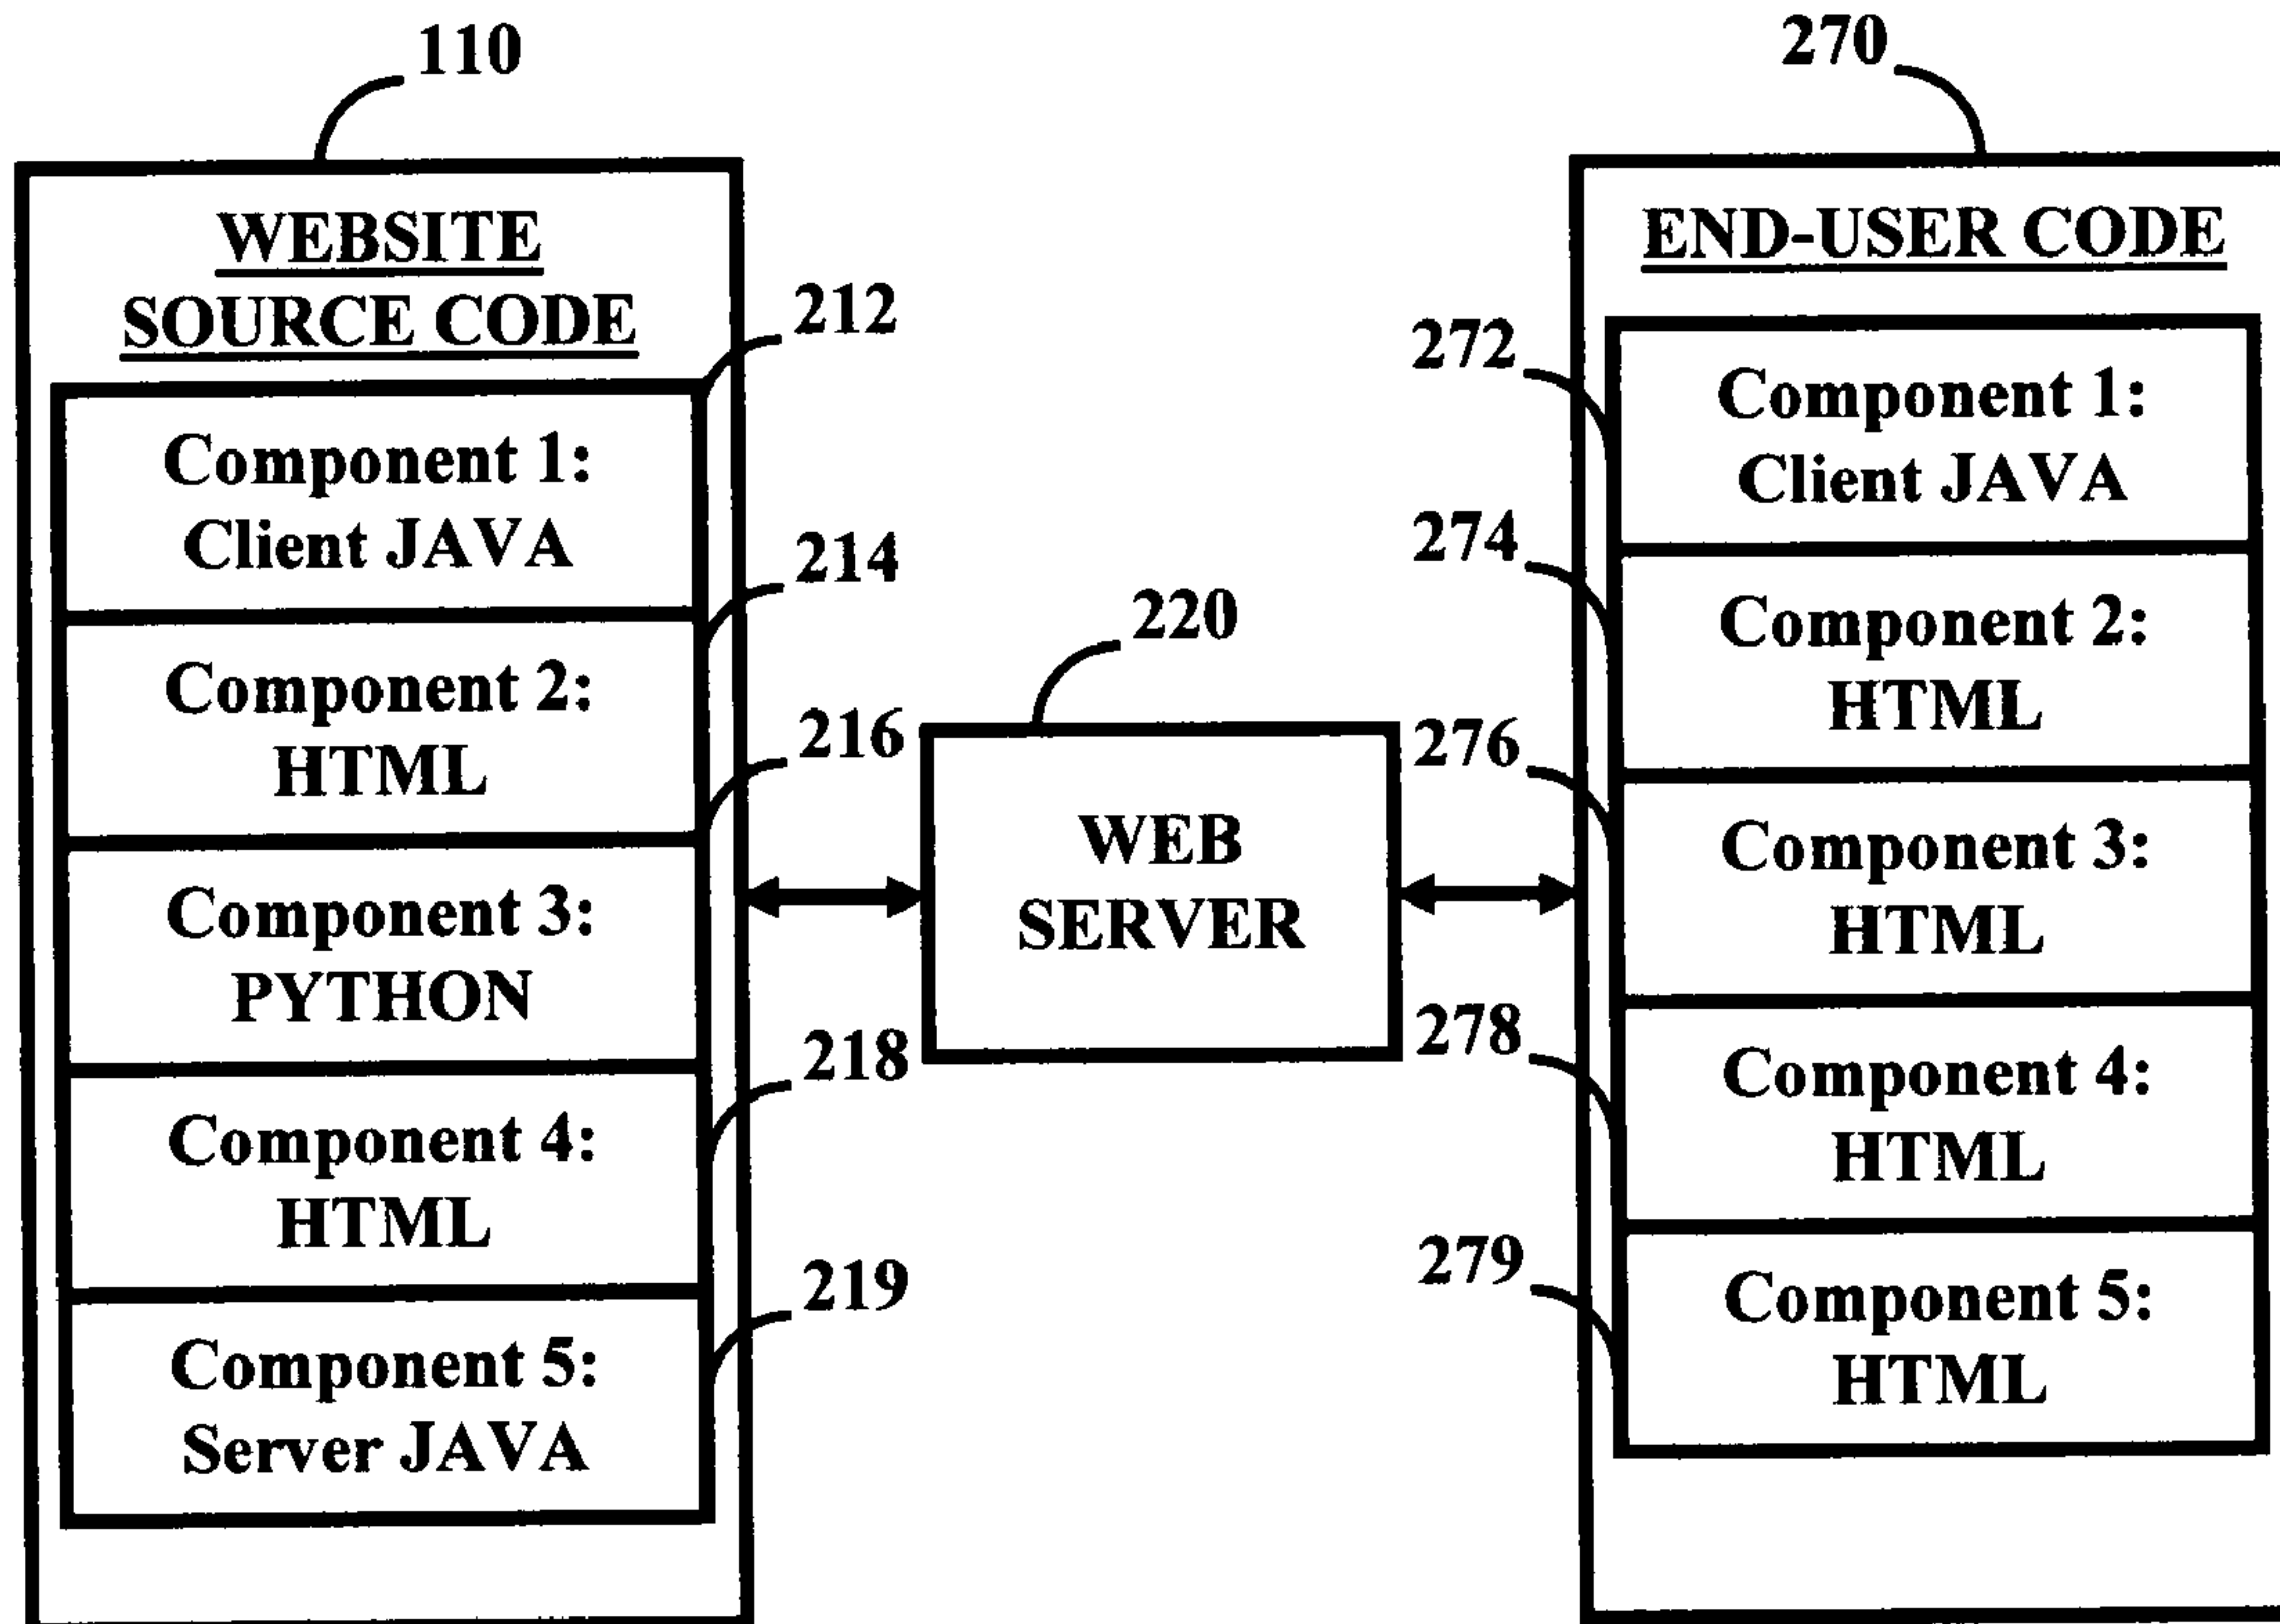 110
WEBSITE
SOURCE CODE
212
Component 1:
Client JAVA
214
Component 2:
HTML
216
Component 3:
PYTHON
218
Component 4:
HTML
219
Component 5:
Server JAVA
220
WEB
SERVER
270
END-USER CODE
272
Component 1:
Client JAVA
274
Component 2:
HTML
276
Component 3:
HTML
278
Component 4:
HTML
279
Component 5:
HTML